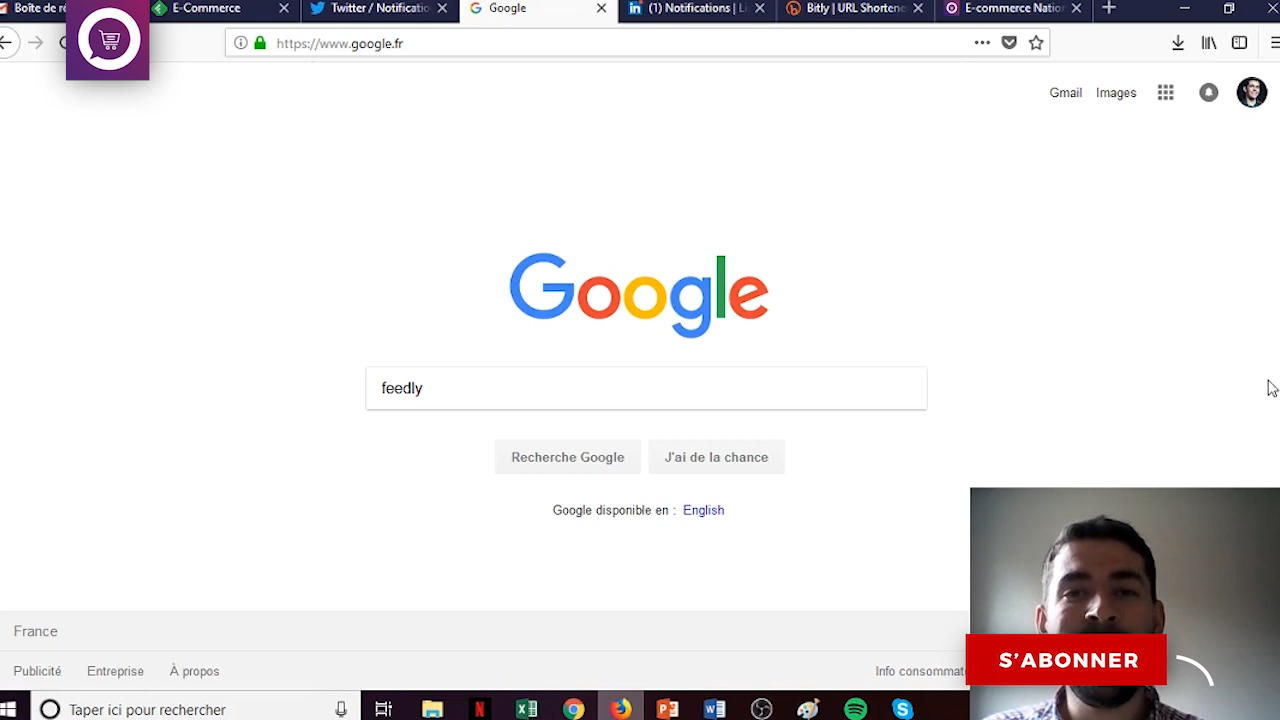 Boîte de ré
E-Commerce
Twitter / Notificatio
Google
(1) Notifications | Li
Bitly | URL Shortene
E-commerce Natio
https://www.google.fr
Gmail
Images
Google
feedly
Recherche Google
J'ai de la chance
Google disponible en : English
France
Publicité
Entreprise
À propos
Info consommat
S'ABONNER
Taper ici pour rechercher